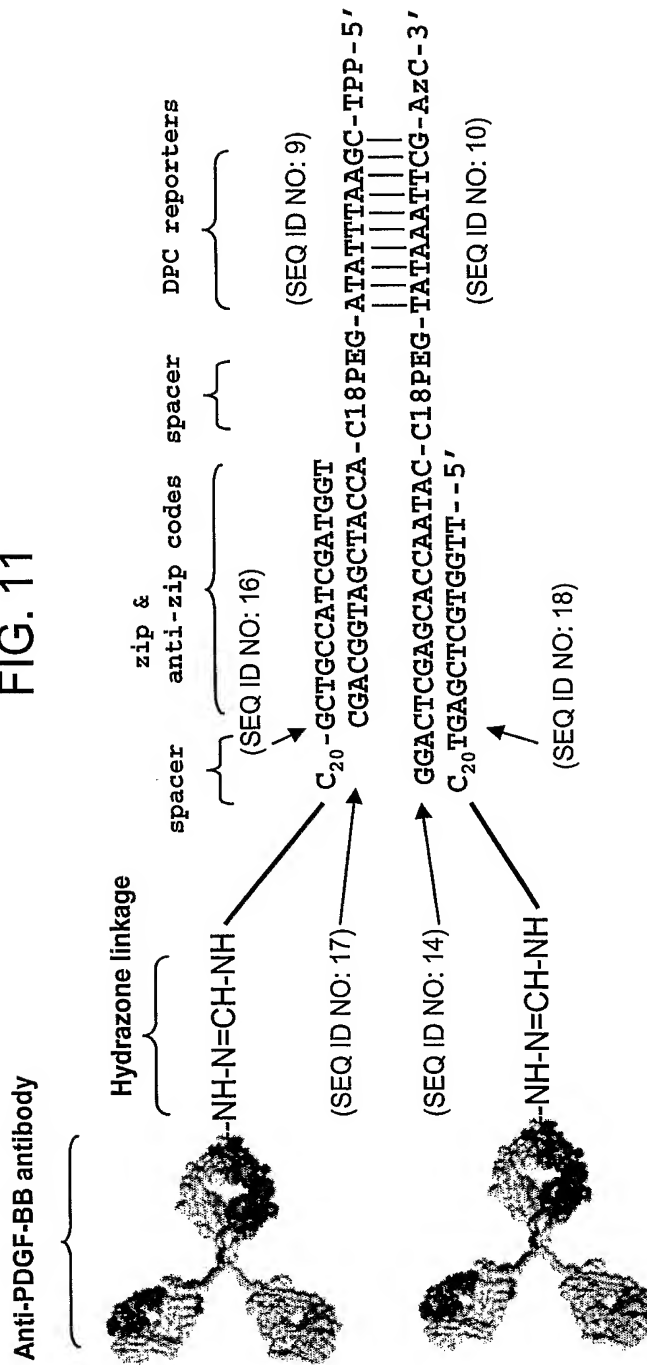 FIG. 11
Anti-PDGF-BB antibody
Hydrazone linkage
spacer
zip &
anti-zip codes
spacer
DPC reporters
(SEQ ID NO: 16)
(SEQ ID NO: 9)
--NH-N=CH-NH
C20-GCTGCCATCGATGGT
CGACGGTAGCTACCA-C18PEG-ATATTTAAGC-TPP-5'
(SEQ ID NO: 17)
(SEQ ID NO: 14)
GGACTCGAGCACCAATAC-C18PEG-TATAAATTCG-AzC-3'
C20TGAGCTCGTGGTT--5'
--NH-N=CH-NH
(SEQ ID NO: 18)
(SEQ ID NO: 10)